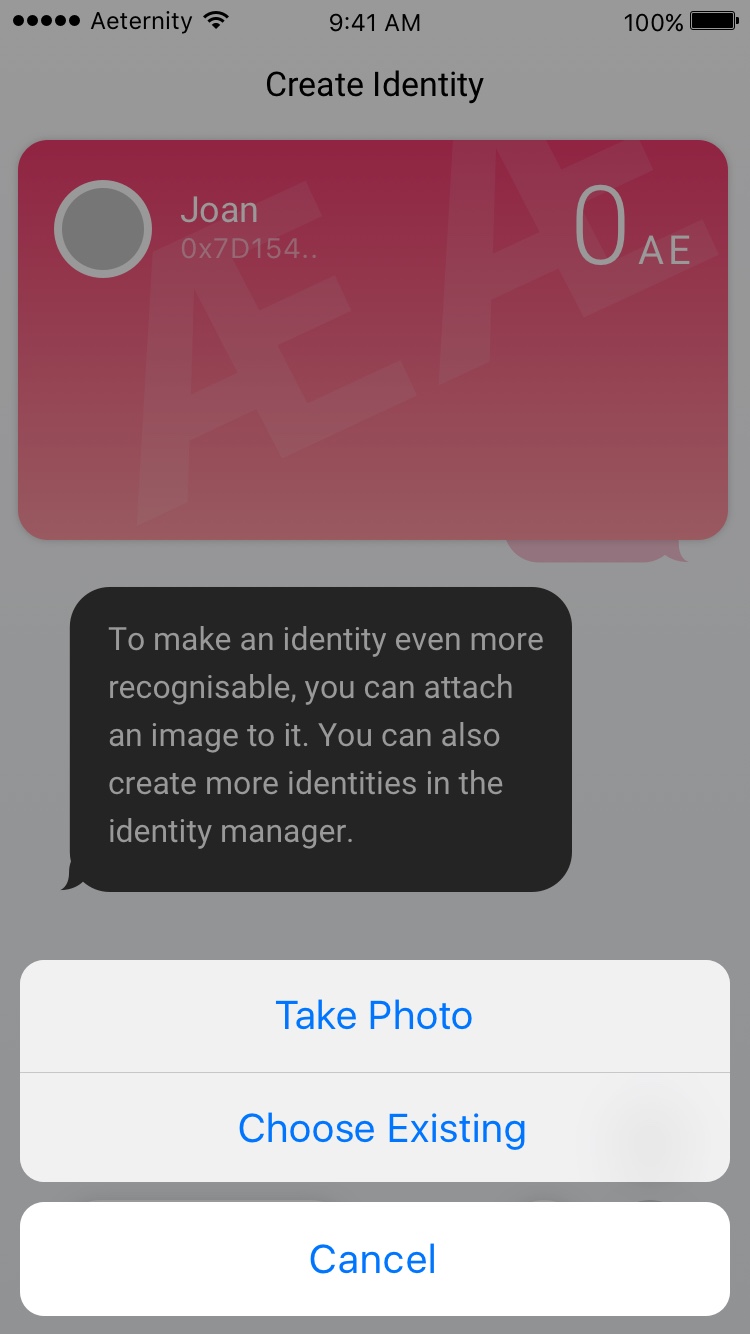 Aeternity 9:41 AM 100%
Create Identity
Joan
0x7D154..
0 AE
Æ Æ
To make an identity even more
recognisable, you can attach
an image to it. You can also
create more identities in the
identity manager.
Take Photo
Choose Existing
Cancel